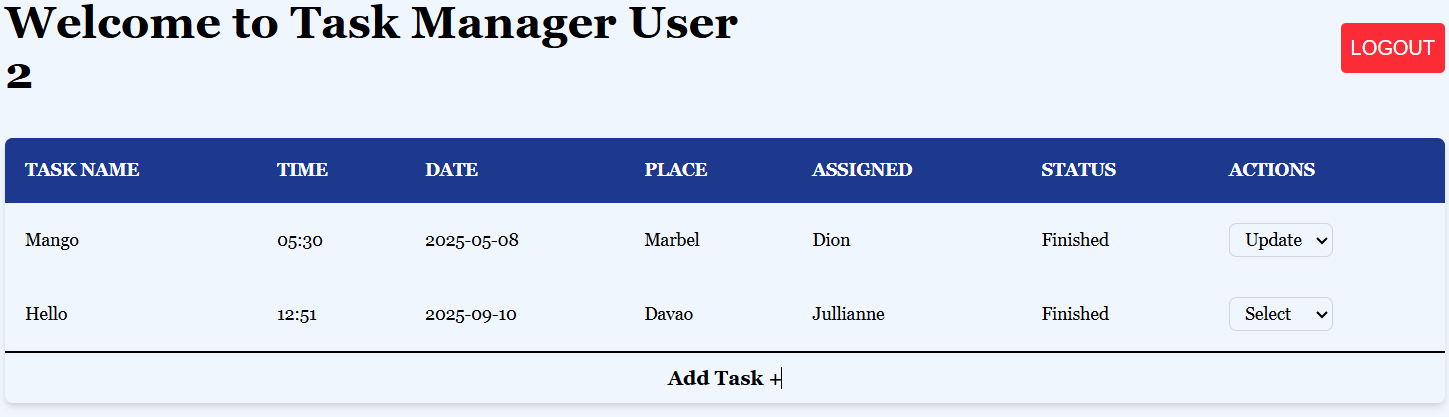 Welcome to Task Manager User
2
LOGOUT
TASK NAME TIME DATE PLACE ASSIGNED STATUS ACTIONS
Mango 05:30 2025-05-08 Marbel Dion Finished Update
Hello 12:51 2025-09-10 Davao Jullianne Finished Select
Add Task +